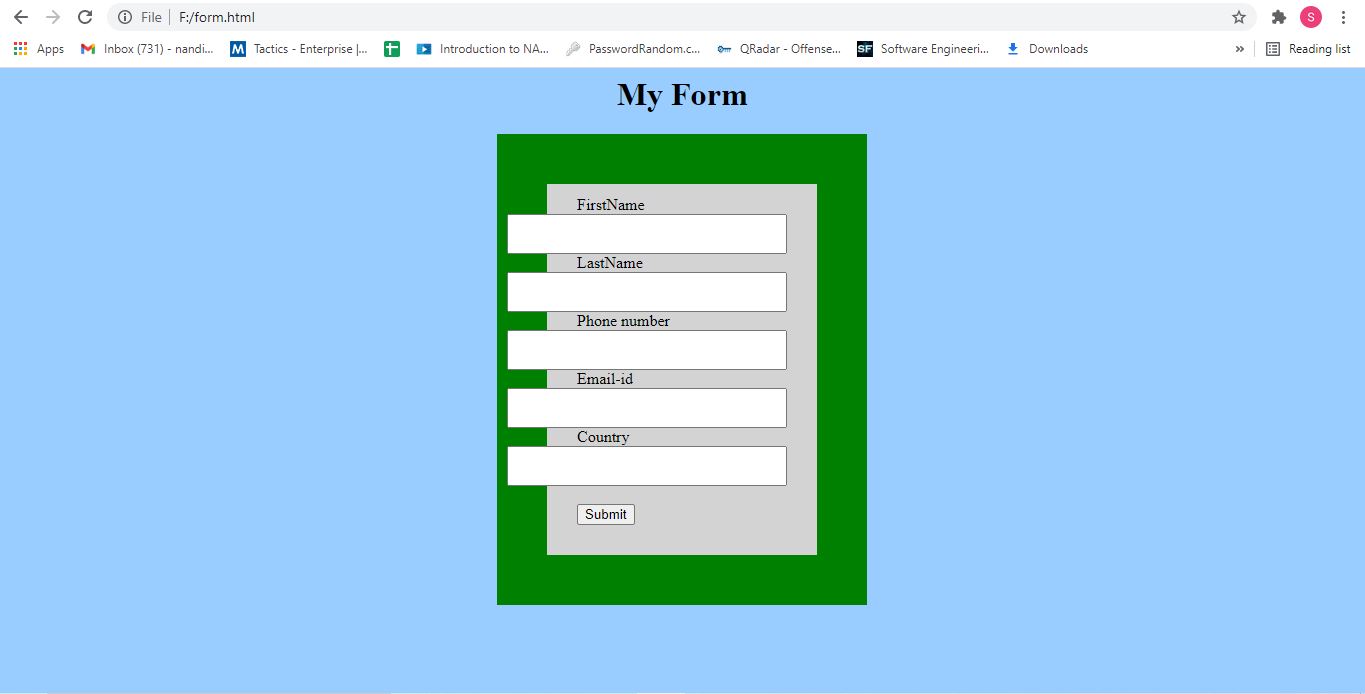 File F:/form.html S
Apps Inbox (731) - nandi... M Tactics - Enterprise |... Introduction to NA... PasswordRandom.c... QRadar - Offense... SF Software Engineeri... Downloads » Reading list
My Form
FirstName
LastName
Phone number
Email-id
Country
Submit